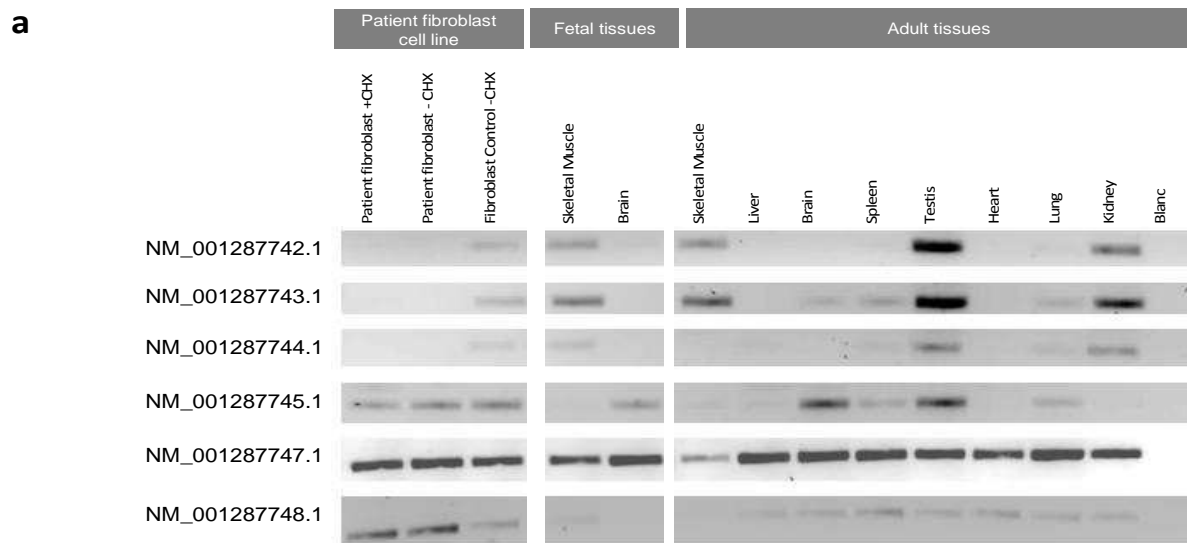 a
Patient fibroblast
cell line
Fetal tissues
Adult tissues
Patient fibroblast +CHX
Patient fibroblast - CHX
Fibroblast Control -CHX
Skeletal Muscle
Brain
Skeletal Muscle
Liver
Brain
Spleen
Testis
Heart
Lung
Kidney
Blanc
NM_001287742.1
NM_001287743.1
NM_001287744.1
NM_001287745.1
NM_001287747.1
NM_001287748.1